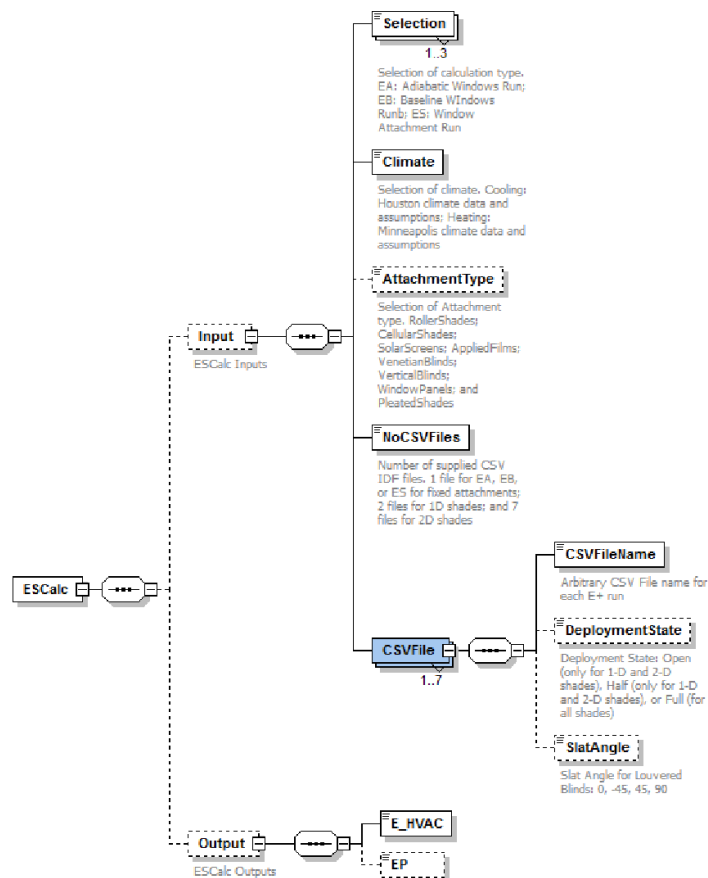 Selection
1..3
Selection of calculation type.
EA: Adiabatic Windows Run;
EB: Baseline WIndows
Runb; ES: Window
Attachment Run
Climate
Selection of climate. Cooling:
Houston climate data and
assumptions; Heating:
Minneapolis climate data and
assumptions
AttachmentType
Selection of Attachment
type. RollerShades;
CellularShades;
SolarScreens; AppliedFilms;
VenetianBlinds;
VerticalBlinds;
WindowPanels; and
PleatedShades
Input
ESCalc Inputs
NoCSVFiles
Number of supplied CSV
IDF files. 1 file for EA, EB,
or ES for fixed attachments;
2 files for 1D shades; and 7
files for 2D shades
ESCalc
CSVFile
1..7
CSVFileName
Arbitrary CSV File name for
each E+ run
DeploymentState
Deployment State: Open
(only for 1-D and 2-D
shades), Half (only for 1-D
and 2-D shades), or Full (for
all shades)
SlatAngle
Slat Angle for Louvered
Blinds: 0, -45, 45, 90
Output
ESCalc Outputs
E_HVAC
EP